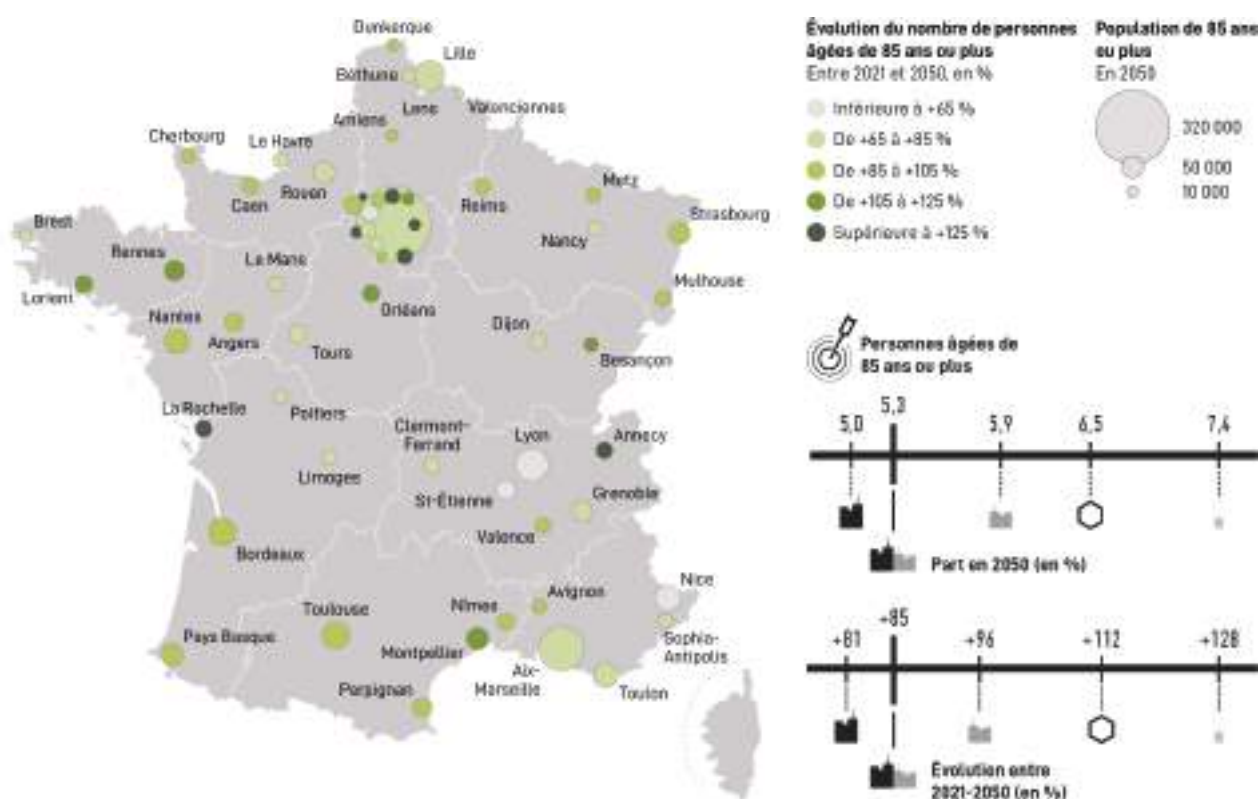 Dunkerque
Lille
Béthune
Lens
Valenciennes
Amiens
Cherbourg
Le Havre
Rouen
Caen
Reims
Metz
Nancy
Strasbourg
Mulhouse
Brest
Rennes
Le Mans
Lorient
Orléans
Nantes
Angers
Tours
Dijon
Besançon
La Rochelle
Poitiers
Clermont-
Ferrand
Lyon
Annecy
Limoges
St-Étienne
Grenoble
Valence
Bordeaux
Nice
Avignon
Nîmes
Toulouse
Pays Basque
Montpellier
Sophia-
Antipolis
Aix-
Marseille
Toulon
Perpignan
Évolution du nombre de personnes
âgées de 85 ans ou plus
Entre 2021 et 2050, en %
Inférieure à +65 %
De +65 à +85 %
De +85 à +105 %
De +105 à +125 %
Supérieure à +125 %
Population de 85 ans
ou plus
En 2050
320 000
50 000
10 000
Personnes âgées de
85 ans ou plus
5,0 5,3 5,9 6,5 7,4
Part en 2050 (en %)
+81 +85 +96 +112 +128
Évolution entre
2021-2050 (en %)